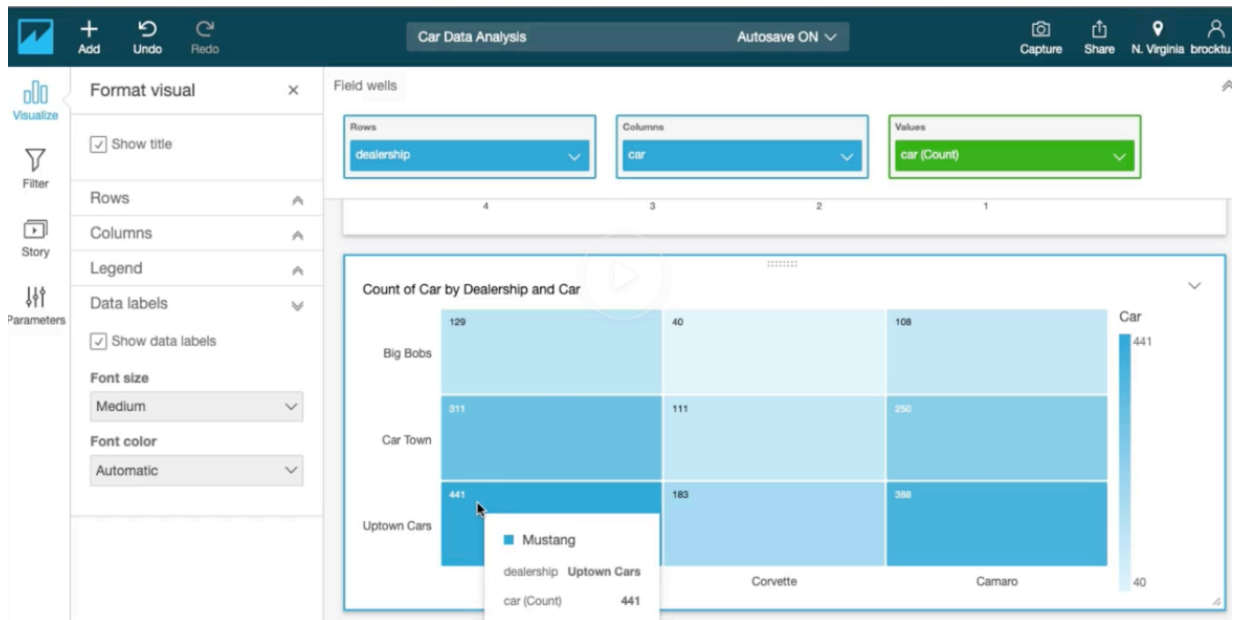 Add
Undo
Redo
Car Data Analysis
Autosave ON
Capture
Share
N. Virginia
brocktu
Visualize
Filter
Story
Parameters
Format visual
Show title
Rows
Columns
Legend
Data labels
Show data labels
Font size
Medium
Font color
Automatic
Field wells
Rows
dealership
Columns
car
Values
car (Count)
4 3 2 1
Count of Car by Dealership and Car
Big Bobs 129 40 108
Car Town 311 111 250
Uptown Cars 441 183 388
Corvette Camaro
Mustang
dealership Uptown Cars
car (Count) 441
Car
441
40